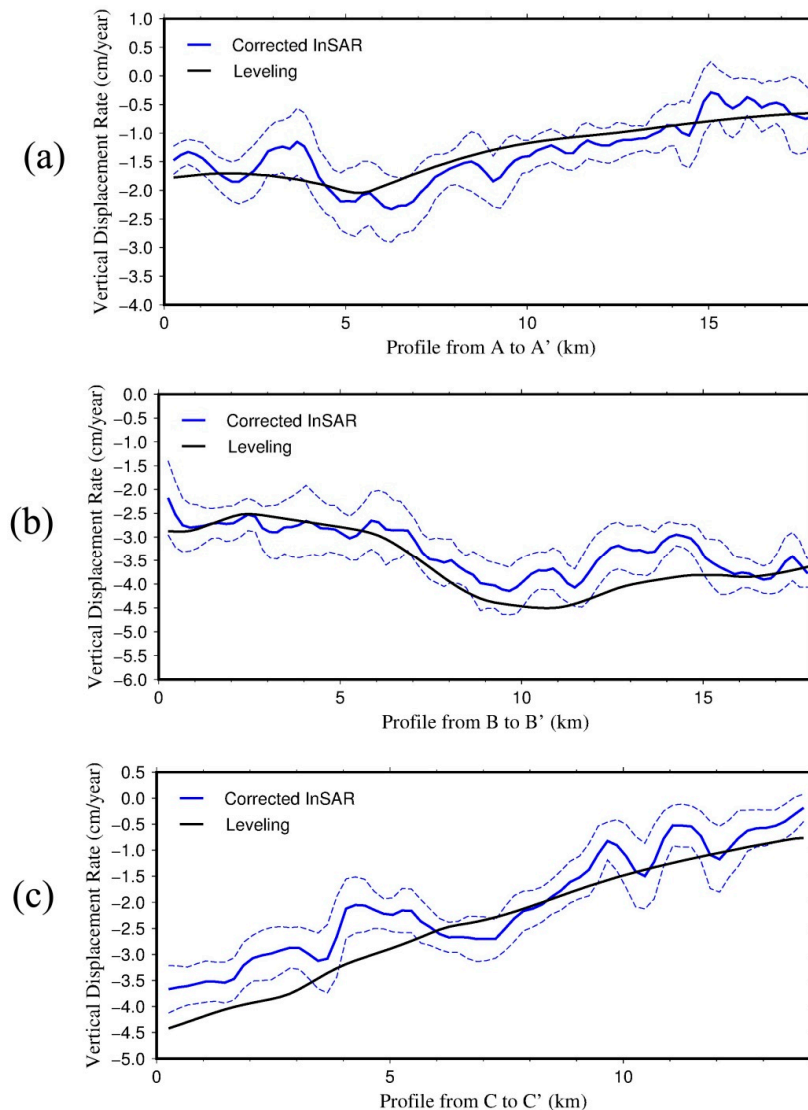 1.0
0.5
0.0
−0.5
−1.0
−1.5
−2.0
−2.5
−3.0
−3.5
−4.0
Vertical Displacement Rate (cm/year)
Corrected InSAR
Leveling
(a)
0 5 10 15
Profile from A to A’ (km)
0.0
−0.5
−1.0
−1.5
−2.0
−2.5
−3.0
−3.5
−4.0
−4.5
−5.0
−5.5
−6.0
Vertical Displacement Rate (cm/year)
Corrected InSAR
Leveling
(b)
0 5 10 15
Profile from B to B’ (km)
0.5
0.0
−0.5
−1.0
−1.5
−2.0
−2.5
−3.0
−3.5
−4.0
−4.5
−5.0
Vertical Displacement Rate (cm/year)
Corrected InSAR
Leveling
(c)
0 5 10
Profile from C to C’ (km)